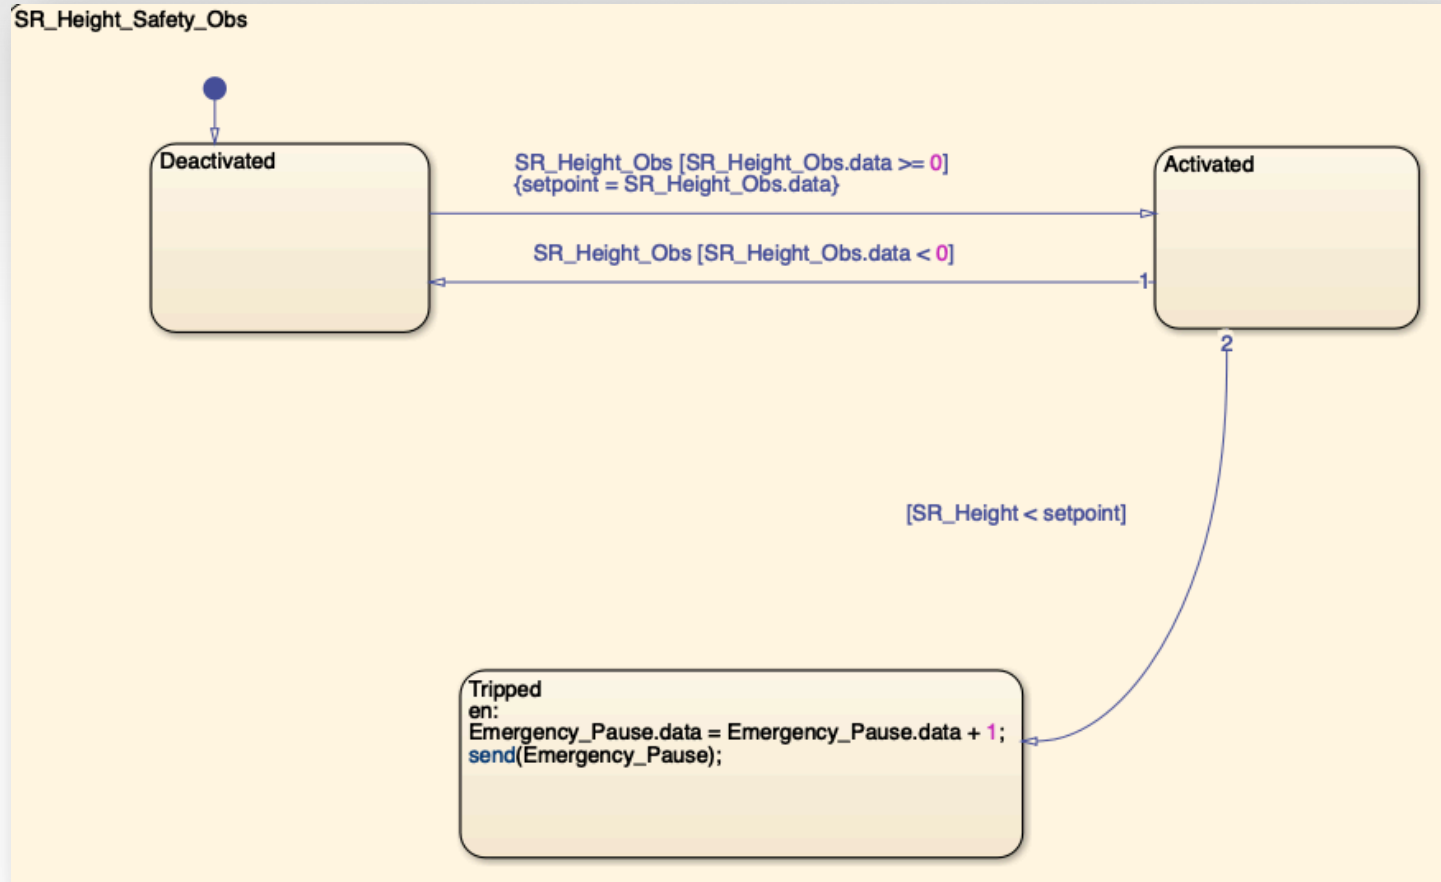 SR_Height_Safety_Obs
Deactivated
SR_Height_Obs [SR_Height_Obs.data >= 0]
{setpoint = SR_Height_Obs.data}
Activated
SR_Height_Obs [SR_Height_Obs.data < 0]
1
2
[SR_Height < setpoint]
Tripped
en:
Emergency_Pause.data = Emergency_Pause.data + 1;
send(Emergency_Pause);